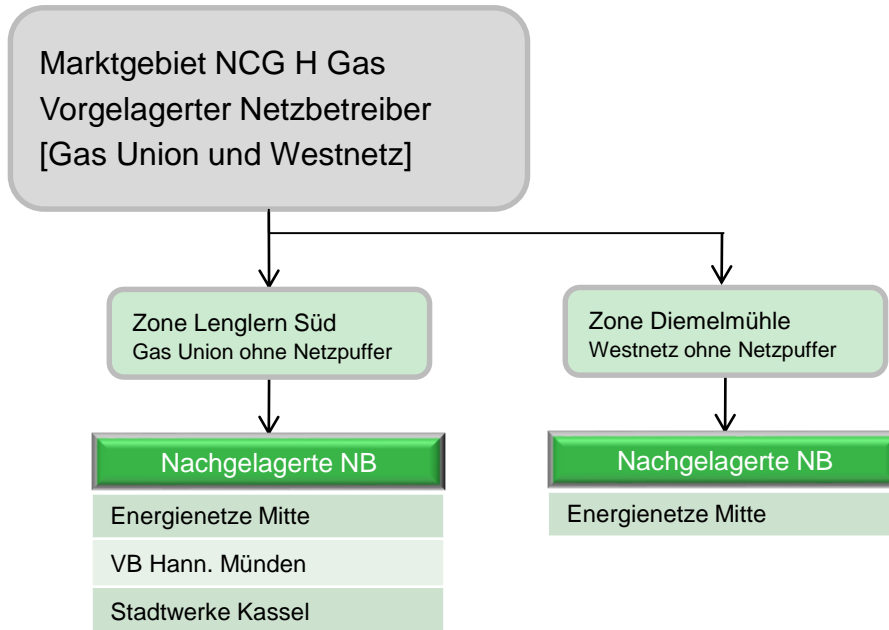 Marktgebiet NCG H Gas
Vorgelagerter Netzbetreiber
[Gas Union und Westnetz]
Zone Lenglern Süd
Gas Union ohne Netzpuffer
Zone Diemelmühle
Westnetz ohne Netzpuffer
Nachgelagerte NB
Energienetze Mitte
VB Hann. Münden
Stadtwerke Kassel
Nachgelagerte NB
Energienetze Mitte